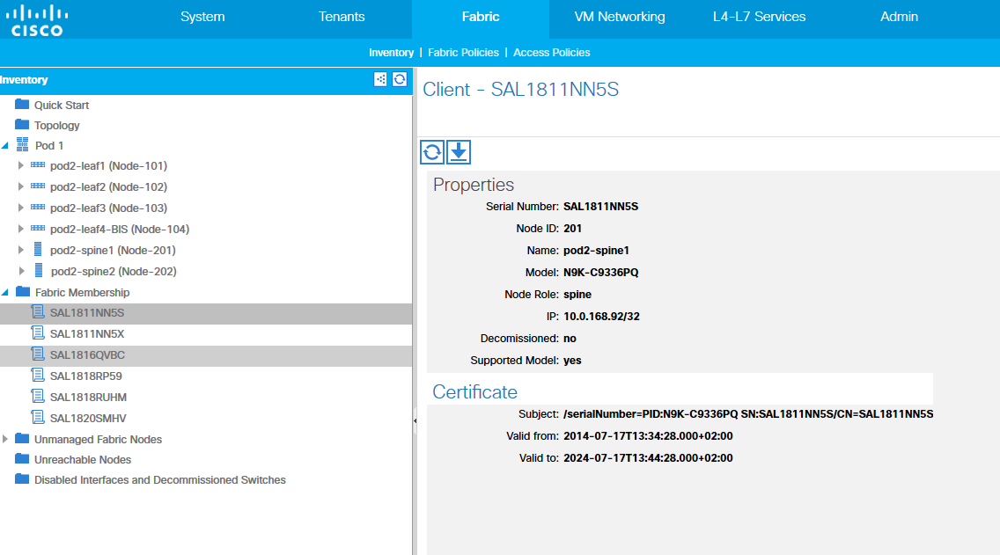 CISCO
System Tenants Fabric VM Networking L4-L7 Services Admin
Inventory | Fabric Policies | Access Policies
Inventory
Quick Start
Topology
Pod 1
pod2-leaf1 (Node-101)
pod2-leaf2 (Node-102)
pod2-leaf3 (Node-103)
pod2-leaf4-BIS (Node-104)
pod2-spine1 (Node-201)
pod2-spine2 (Node-202)
Fabric Membership
SAL1811NN5S
SAL1811NN5X
SAL1816QVBC
SAL1818RP59
SAL1818RUHM
SAL1820SMHV
Unmanaged Fabric Nodes
Unreachable Nodes
Disabled Interfaces and Decommissioned Switches
Client - SAL1811NN5S
Properties
Serial Number: SAL1811NN5S
Node ID: 201
Name: pod2-spine1
Model: N9K-C9336PQ
Node Role: spine
IP: 10.0.168.92/32
Decomissioned: no
Supported Model: yes
Certificate
Subject: /serialNumber=PID:N9K-C9336PQ SN:SAL1811NN5S/CN=SAL1811NN5S
Valid from: 2014-07-17T13:34:28.000+02:00
Valid to: 2024-07-17T13:44:28.000+02:00